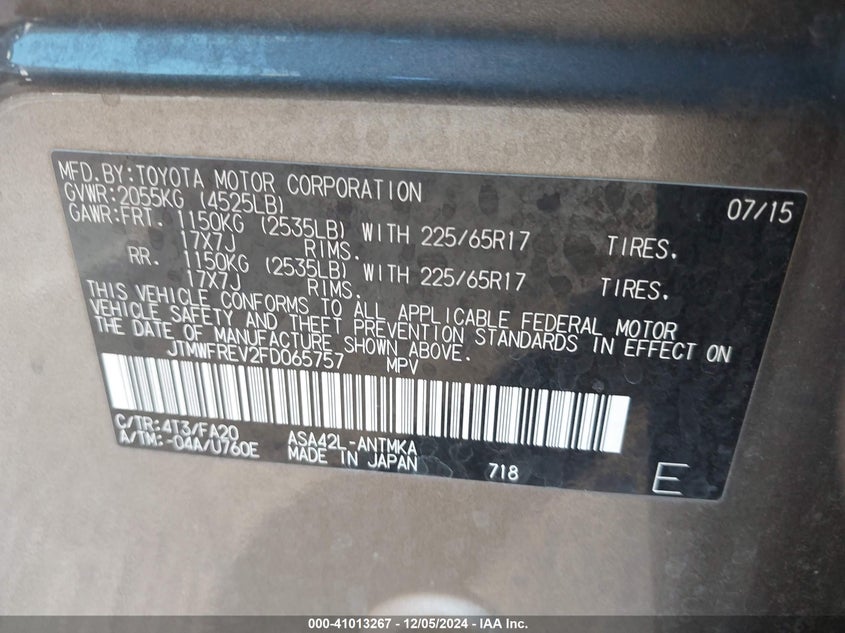 MFD.BY:TOYOTA MOTOR CORPORATION 07/15
GVWR:2055KG (4525LB)
GAWR:FRT. 1150KG (2535LB) WITH 225/65R17 TIRES.
17X7J RIMS.
RR. 1150KG (2535LB) WITH 225/65R17 TIRES.
17X7J RIMS.
THIS VEHICLE CONFORMS TO ALL APPLICABLE FEDERAL MOTOR
VEHICLE SAFETY AND THEFT PREVENTION STANDARDS IN EFFECT ON
THE DATE OF MANUFACTURE SHOWN ABOVE.
JTMWFREV2FD065757 MPV
C/TR:4T3/FA20 ASA42L-ANTMKA
A/TM:-04A/U760E MADE IN JAPAN 718 E
000-41013267 - 12/05/2024 - IAA Inc.